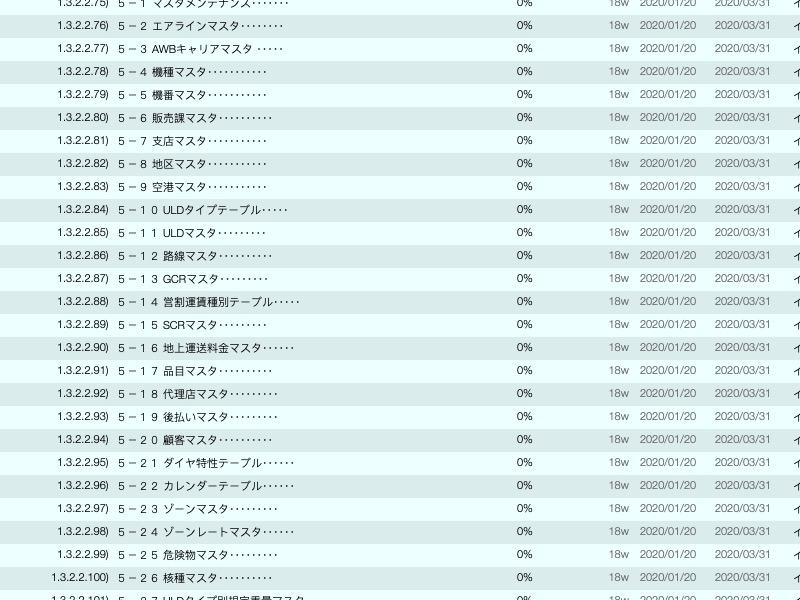 1.3.2.2.75) ５－１ マスタメンテナンス‥‥‥‥ 0% 18w 2020/01/20 2020/03/31 イ
1.3.2.2.76) ５－２ エアラインマスタ‥‥‥‥ 0% 18w 2020/01/20 2020/03/31 イ
1.3.2.2.77) ５－３ AWBキャリアマスタ ‥‥· 0% 18w 2020/01/20 2020/03/31 イ
1.3.2.2.78) ５－４ 機種マスタ‥‥‥‥‥· 0% 18w 2020/01/20 2020/03/31 イ
1.3.2.2.79) ５－５ 機番マスタ‥‥‥‥‥· 0% 18w 2020/01/20 2020/03/31 イ
1.3.2.2.80) ５－６ 販売課マスタ‥‥‥‥‥ 0% 18w 2020/01/20 2020/03/31 イ
1.3.2.2.81) ５－７ 支店マスタ‥‥‥‥‥· 0% 18w 2020/01/20 2020/03/31 イ
1.3.2.2.82) ５－８ 地区マスタ‥‥‥‥‥· 0% 18w 2020/01/20 2020/03/31 イ
1.3.2.2.83) ５－９ 空港マスタ‥‥‥‥‥· 0% 18w 2020/01/20 2020/03/31 イ
1.3.2.2.84) ５－１０ ULDタイプテーブル‥‥· 0% 18w 2020/01/20 2020/03/31 イ
1.3.2.2.85) ５－１１ ULDマスタ‥‥‥‥· 0% 18w 2020/01/20 2020/03/31 イ
1.3.2.2.86) ５－１２ 路線マスタ‥‥‥‥‥ 0% 18w 2020/01/20 2020/03/31 イ
1.3.2.2.87) ５－１３ GCRマスタ‥‥‥‥· 0% 18w 2020/01/20 2020/03/31 イ
1.3.2.2.88) ５－１４ 営割運賃種別テーブル‥‥· 0% 18w 2020/01/20 2020/03/31 イ
1.3.2.2.89) ５－１５ SCRマスタ‥‥‥‥· 0% 18w 2020/01/20 2020/03/31 イ
1.3.2.2.90) ５－１６ 地上運送料金マスタ‥‥‥ 0% 18w 2020/01/20 2020/03/31 イ
1.3.2.2.91) ５－１７ 品目マスタ‥‥‥‥‥ 0% 18w 2020/01/20 2020/03/31 イ
1.3.2.2.92) ５－１８ 代理店マスタ‥‥‥‥· 0% 18w 2020/01/20 2020/03/31 イ
1.3.2.2.93) ５－１９ 後払いマスタ‥‥‥‥· 0% 18w 2020/01/20 2020/03/31 イ
1.3.2.2.94) ５－２０ 顧客マスタ‥‥‥‥‥ 0% 18w 2020/01/20 2020/03/31 イ
1.3.2.2.95) ５－２１ ダイヤ特性テーブル‥‥‥ 0% 18w 2020/01/20 2020/03/31 イ
1.3.2.2.96) ５－２２ カレンダーテーブル‥‥‥ 0% 18w 2020/01/20 2020/03/31 イ
1.3.2.2.97) ５－２３ ゾーンマスタ‥‥‥‥· 0% 18w 2020/01/20 2020/03/31 イ
1.3.2.2.98) ５－２４ ゾーンレートマスタ‥‥‥ 0% 18w 2020/01/20 2020/03/31 イ
1.3.2.2.99) ５－２５ 危険物マスタ‥‥‥‥· 0% 18w 2020/01/20 2020/03/31 イ
1.3.2.2.100) ５－２６ 核種マスタ‥‥‥‥‥ 0% 18w 2020/01/20 2020/03/31 イ
1.3.2.2.101) ５－２７ ULDタイプ別規定重量マスタ 0% 18w 2020/01/20 2020/03/31 イ